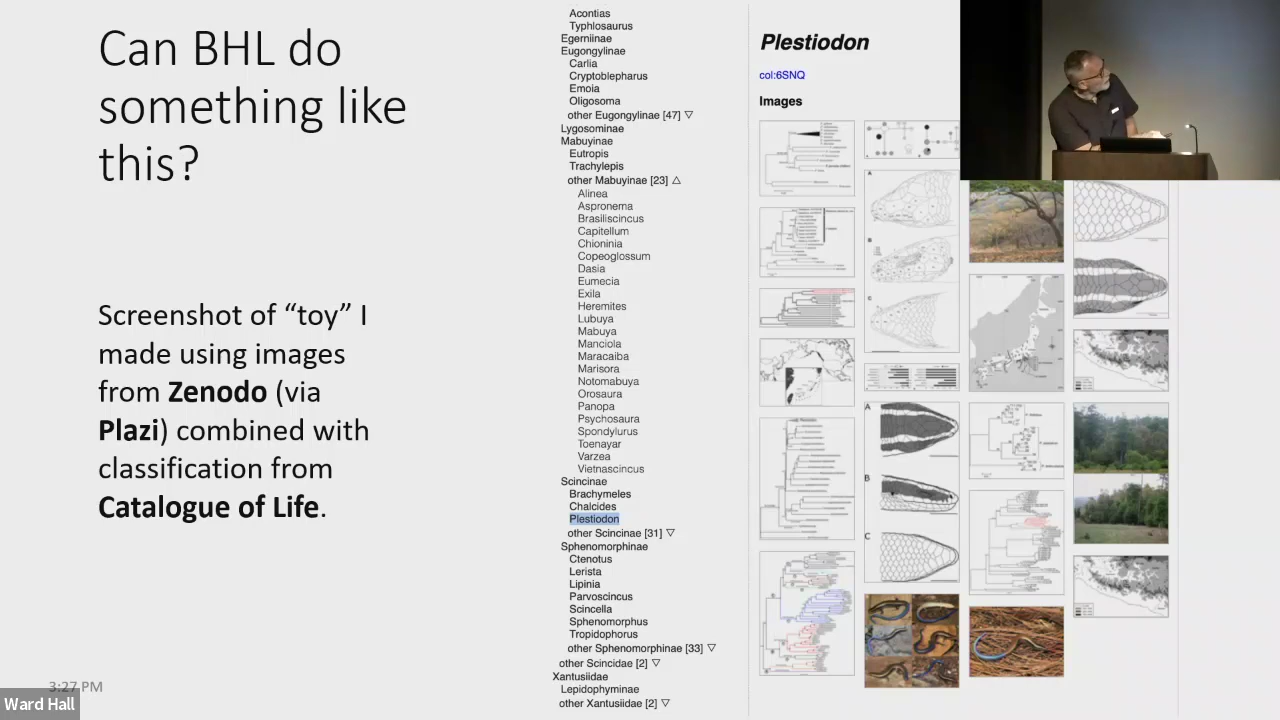 Can BHL do
something like
this?
Screenshot of “toy” I
made using images
from Zenodo (via
Plazi) combined with
classification from
Catalogue of Life.
3:27 PM
Ward Hall
Acontias
Typhlosaurus
Egerniinae
Eugongylinae
Carlia
Cryptoblepharus
Emoia
Oligosoma
other Eugongylinae [47] ▽
Lygosominae
Mabuyinae
Eutropis
Trachylepis
other Mabuyinae [23] △
Alinea
Aspronema
Brasiliscincus
Capitellum
Chioninia
Copeoglossum
Dasia
Eumecia
Exila
Heremites
Lubuya
Mabuya
Manciola
Maracaiba
Marisora
Notomabuya
Orosaura
Panopa
Psychosaura
Spondylurus
Toenayar
Varzea
Vietnascincus
Scincinae
Brachymeles
Chalcides
Plestiodon
other Scincinae [31] ▽
Sphenomorphinae
Ctenotus
Lerista
Lipinia
Parvoscincus
Scincella
Sphenomorphus
Tropidophorus
other Sphenomorphinae [33] ▽
other Scincidae [2] ▽
Xantusiidae
Lepidophyminae
other Xantusiidae [2] ▽
Plestiodon
col:6SNQ
Images
A
B
C
A
B
C